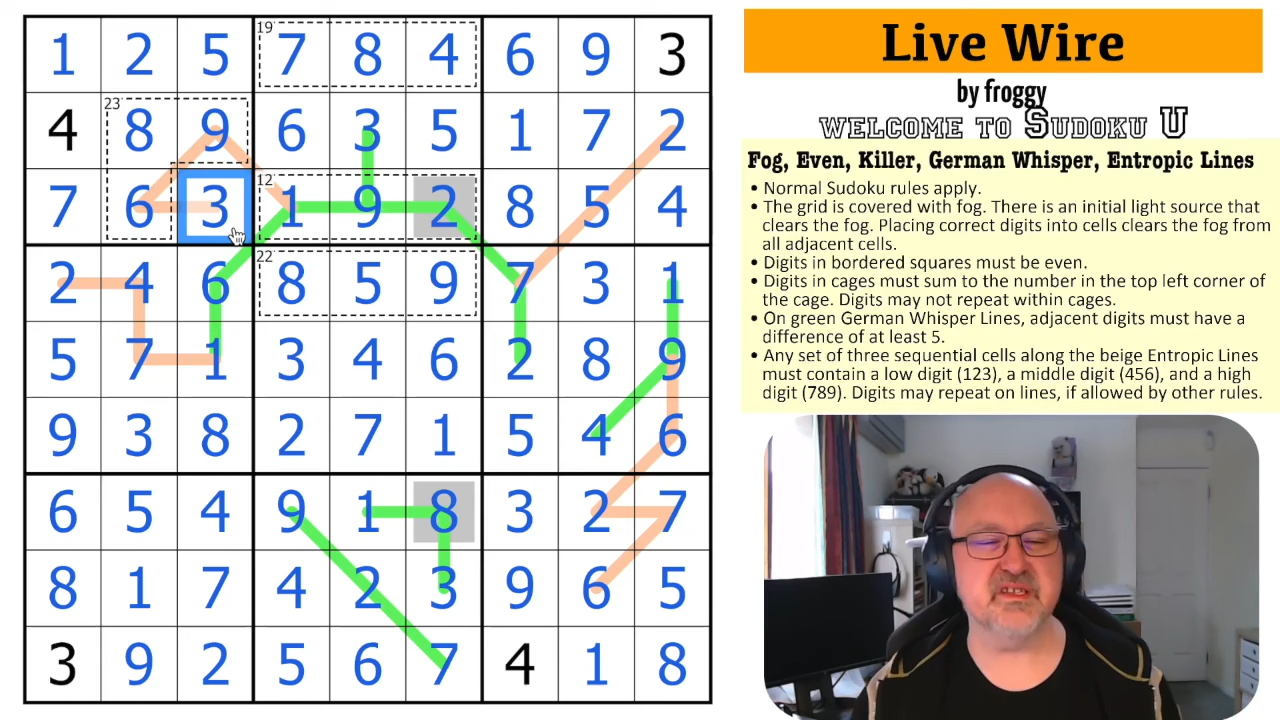 Live Wire
by froggy
WELCOME TO SUDOKU U
Fog, Even, Killer, German Whisper, Entropic Lines
• Normal Sudoku rules apply.
• The grid is covered with fog. There is an initial light source that
clears the fog. Placing correct digits into cells clears the fog from
all adjacent cells.
• Digits in bordered squares must be even.
• Digits in cages must sum to the number in the top left corner of
the cage. Digits may not repeat within cages.
• On green German Whisper Lines, adjacent digits must have a
difference of at least 5.
• Any set of three sequential cells along the beige Entropic Lines
must contain a low digit (123), a middle digit (456), and a high
digit (789). Digits may repeat on lines, if allowed by other rules.
19
1 2 5 7 8 4 6 9 3
23
4 8 9 6 3 5 1 7 2
12
7 6 3 1 9 2 8 5 4
22
2 4 6 8 5 9 7 3 1
5 7 1 3 4 6 2 8 9
9 3 8 2 7 1 5 4 6
6 5 4 9 1 8 3 2 7
8 1 7 4 2 3 9 6 5
3 9 2 5 6 7 4 1 8